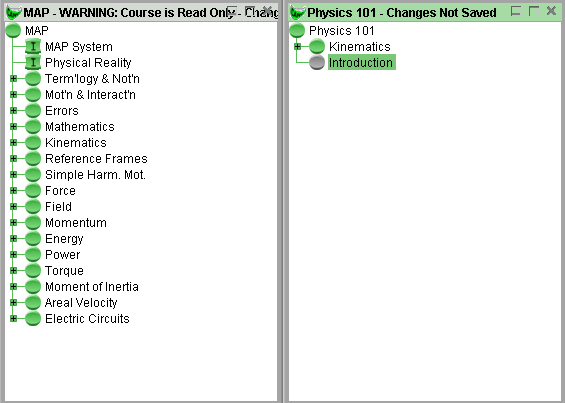 MAP - WARNING: Course is Read Only - Chang
MAP
MAP System
Physical Reality
Term'logy & Not'n
Mot'n & Interact'n
Errors
Mathematics
Kinematics
Reference Frames
Simple Harm. Mot.
Force
Field
Momentum
Energy
Power
Torque
Moment of Inertia
Areal Velocity
Electric Circuits
Physics 101 - Changes Not Saved
Physics 101
Kinematics
Introduction